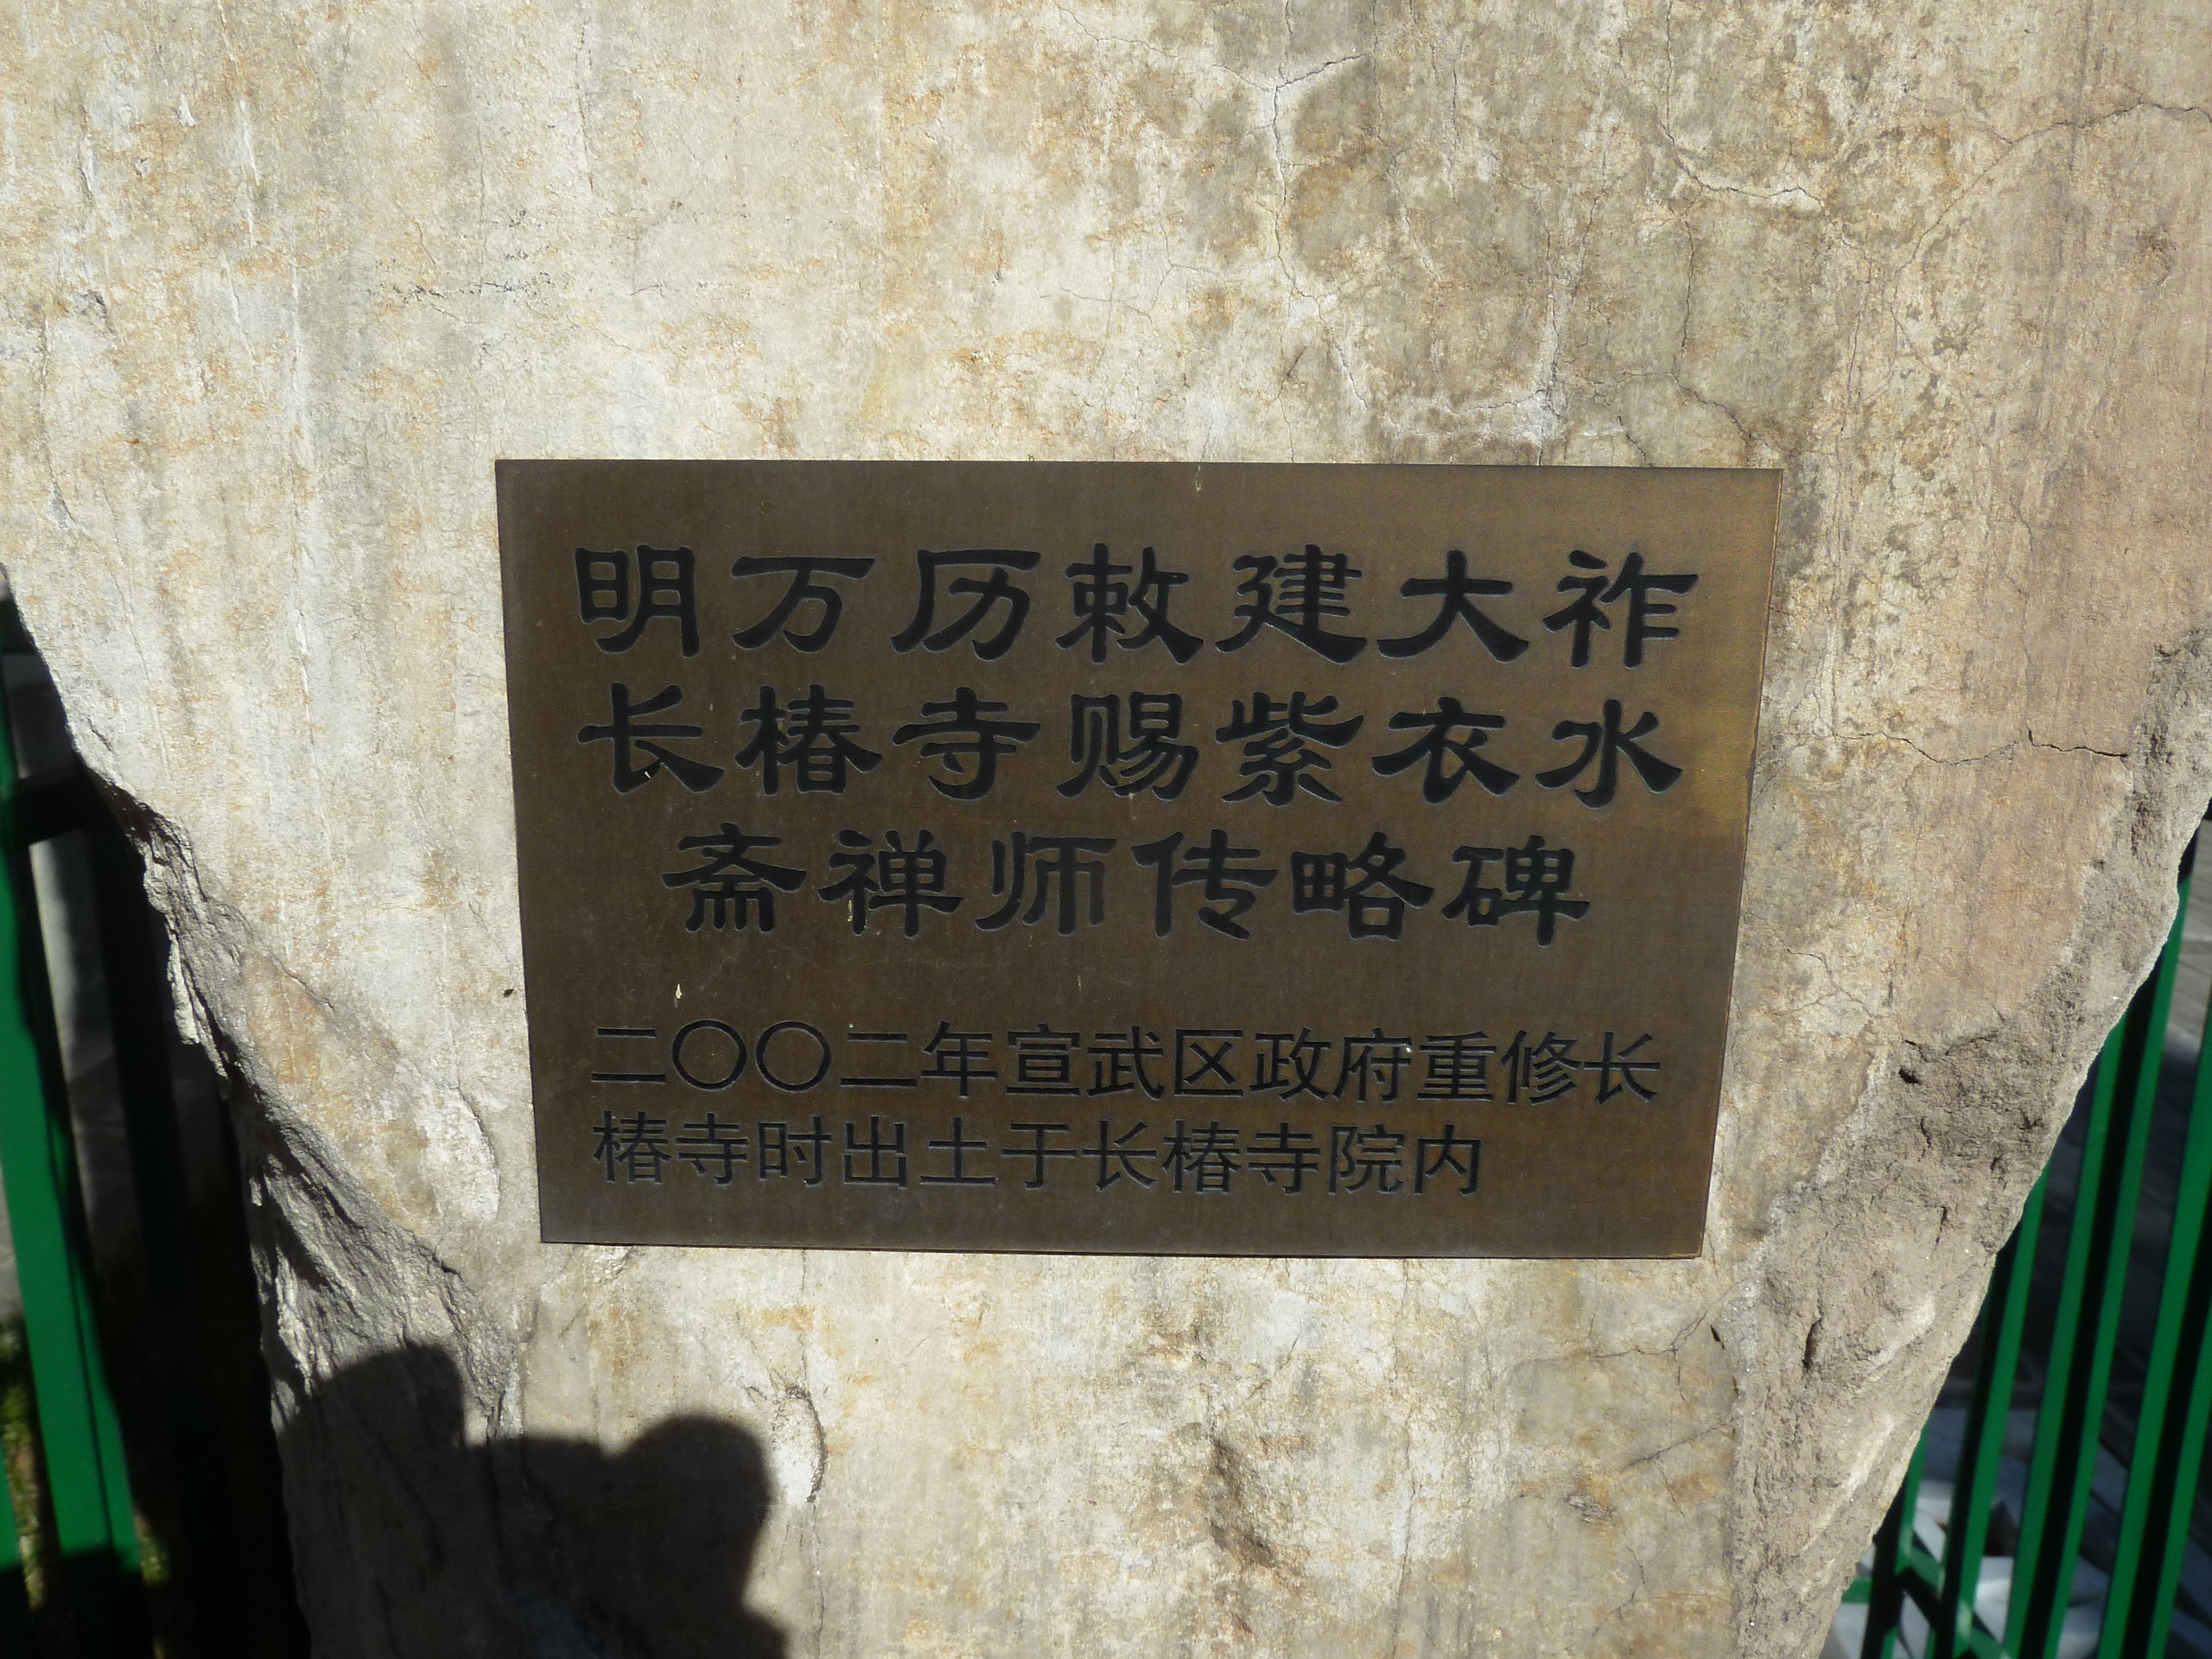 明万历敕建大祚
长椿寺赐紫衣水
斋禅师传略碑
二〇〇二年宣武区政府重修长
椿寺时出土于长椿寺院内